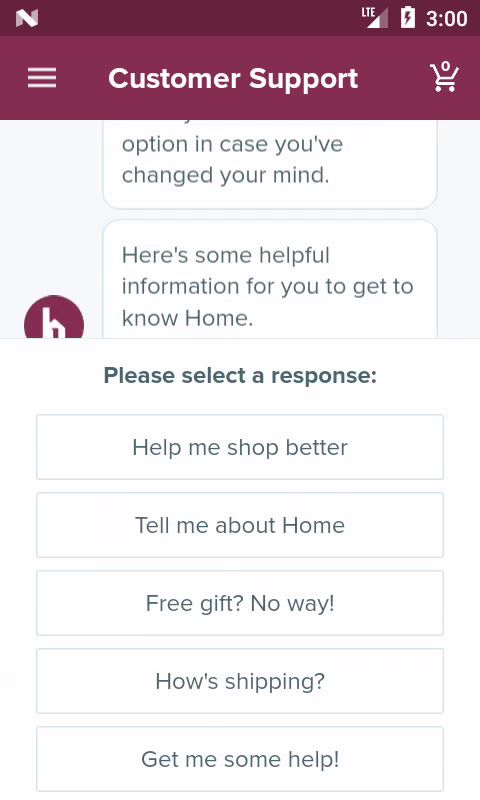 LTE
3:00
Customer Support
0
option in case you've
changed your mind.
Here's some helpful
information for you to get to
know Home.
h
Please select a response:
Help me shop better
Tell me about Home
Free gift? No way!
How's shipping?
Get me some help!